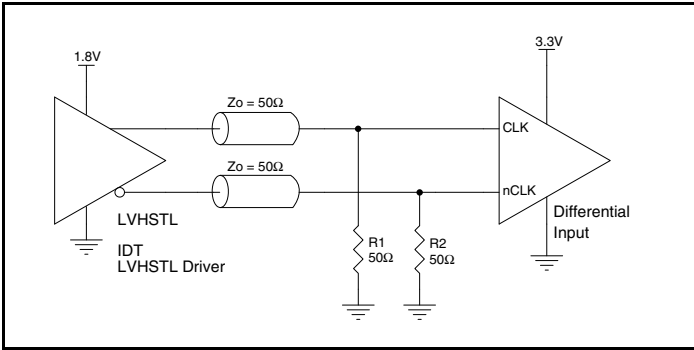 1.8V
3.3V
Zo = 50Ω
CLK
Zo = 50Ω
nCLK
LVHSTL
IDT
LVHSTL Driver
R1
50Ω
R2
50Ω
Differential
Input